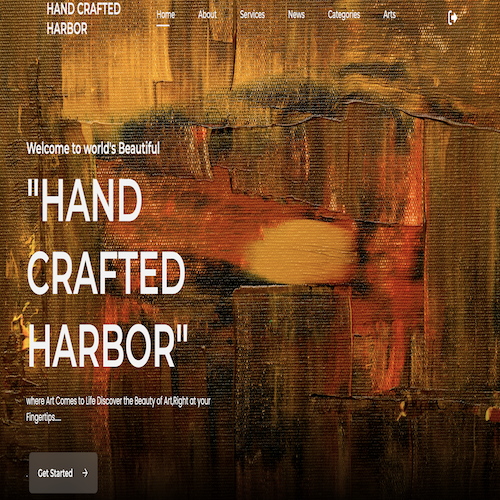 HAND CRAFTED
HARBOR
Home About Services News Categories Arts
Welcome to world's Beautiful
"HAND
CRAFTED
HARBOR"
where Art Comes to Life Discover the Beauty of Art,Right at your
Fingertips.....
Get Started →